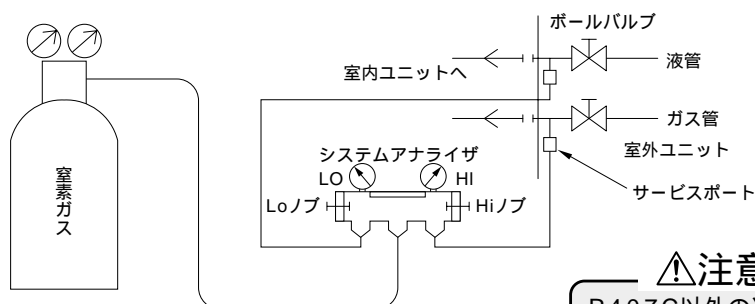 ボールバルブ
液管
室内ユニットへ
ガス管
室外ユニット
システムアナライザ
LO
HI
サービスポート
Loノブ
Hiノブ
窒素ガス
注意